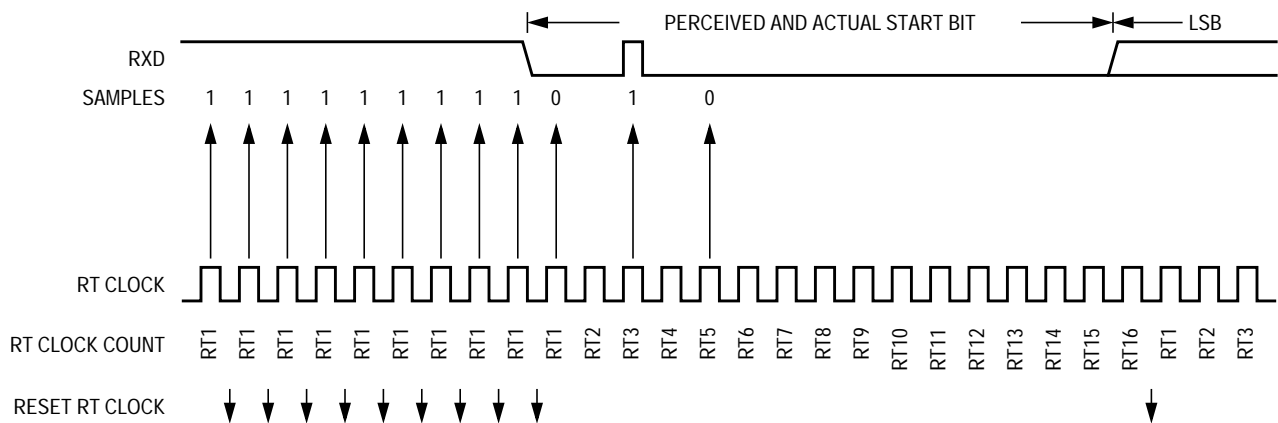 PERCEIVED AND ACTUAL START BIT LSB
RXD
SAMPLES 1 1 1 1 1 1 1 1 1 0 1 0
RT CLOCK
RT CLOCK COUNT RT1 RT1 RT1 RT1 RT1 RT1 RT1 RT1 RT1 RT1 RT2 RT3 RT4 RT5 RT6 RT7 RT8 RT9 RT10 RT11 RT12 RT13 RT14 RT15 RT16 RT1 RT2 RT3
RESET RT CLOCK